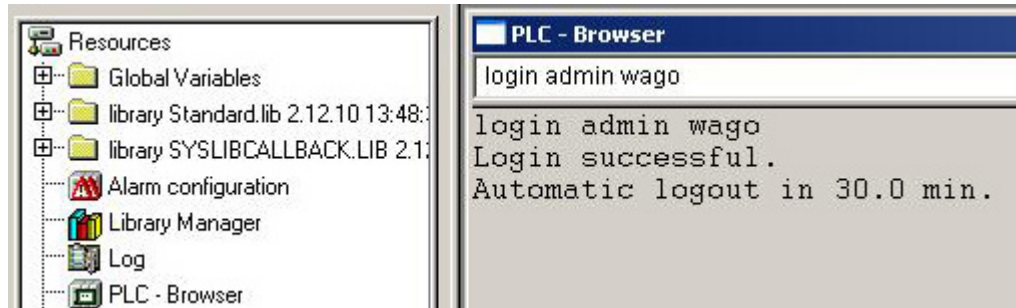 Resources
Global Variables
library Standard.lib 2.12.10 13:48:
library SYSLIBCALLBACK.LIB 2.1
Alarm configuration
Library Manager
Log
PLC - Browser
PLC - Browser
login admin wago
login admin wago
Login successful.
Automatic logout in 30.0 min.